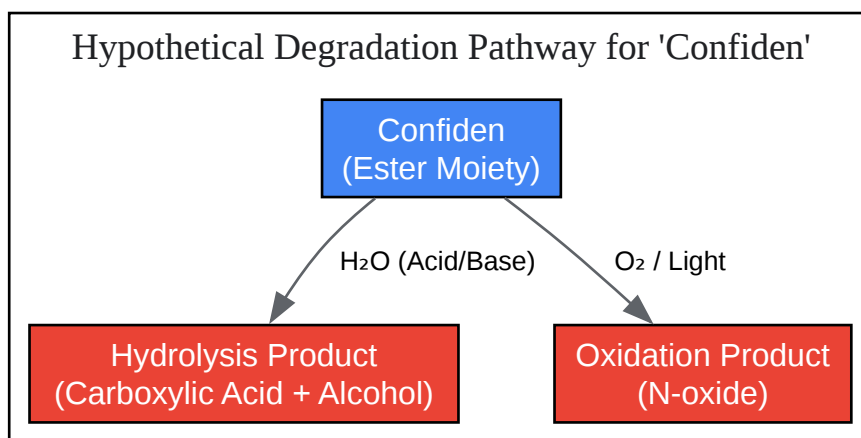 Hypothetical Degradation Pathway for 'Confiden'
Confiden
(Ester Moiety)
H₂O (Acid/Base)
O₂ / Light
Hydrolysis Product
(Carboxylic Acid + Alcohol)
Oxidation Product
(N-oxide)